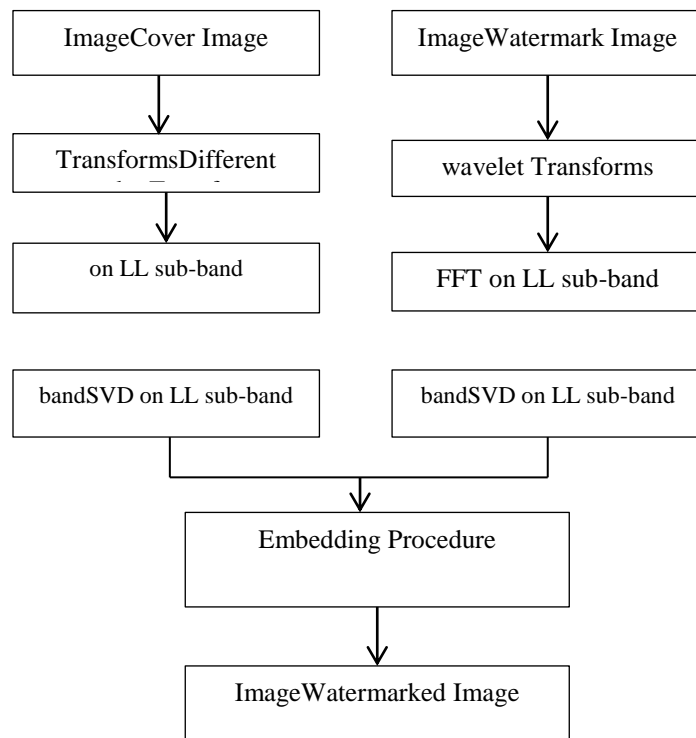 ImageCover Image
TransformsDifferent
on LL sub-band
bandSVD on LL sub-band
ImageWatermark Image
wavelet Transforms
FFT on LL sub-band
bandSVD on LL sub-band
Embedding Procedure
ImageWatermarked Image